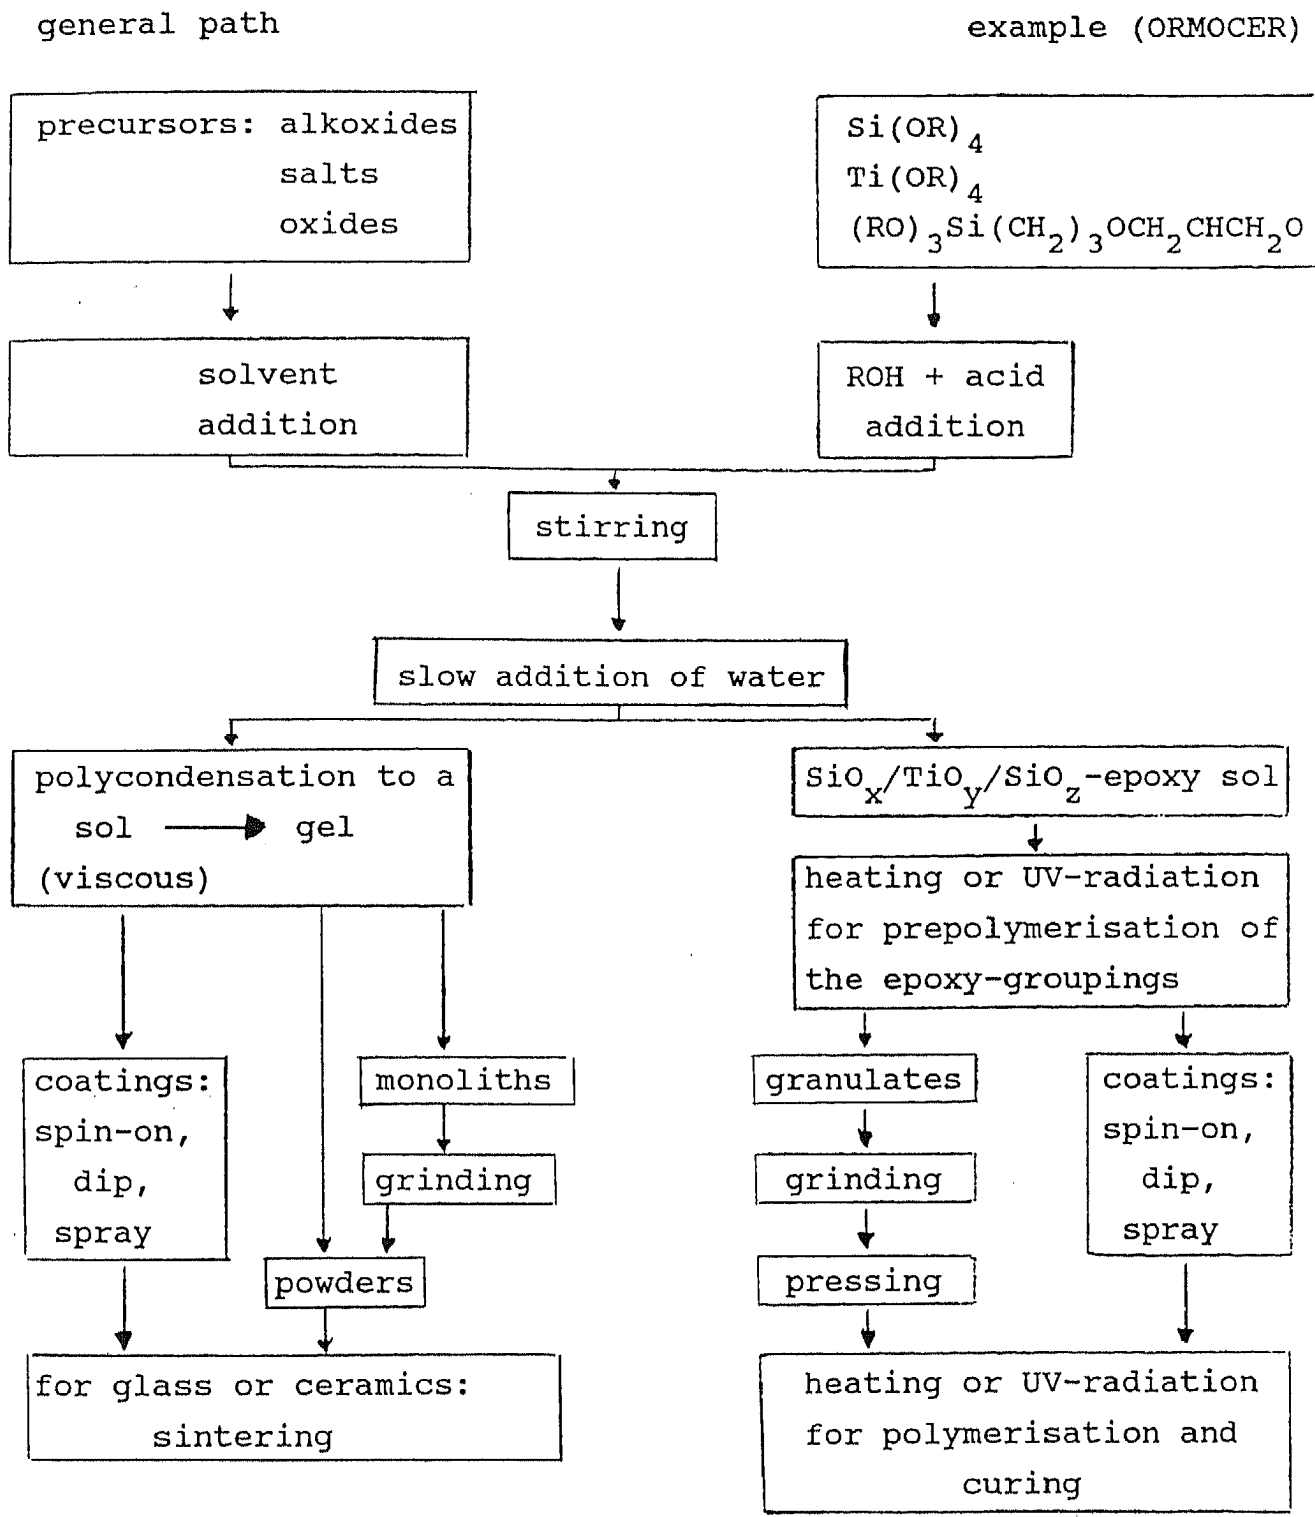 general path
example (ORMOCER)
precursors: alkoxides
salts
oxides
Si(OR)4
Ti(OR)4
(RO)3Si(CH2)3OCH2CHCH2O
solvent
addition
ROH + acid
addition
stirring
slow addition of water
polycondensation to a
sol → gel
(viscous)
SiOx/TiOy/SiOz-epoxy sol
heating or UV-radiation
for prepolymerisation of
the epoxy-groupings
coatings:
spin-on,
dip,
spray
monoliths
grinding
powders
granulates
grinding
pressing
coatings:
spin-on,
dip,
spray
for glass or ceramics:
sintering
heating or UV-radiation
for polymerisation and
curing